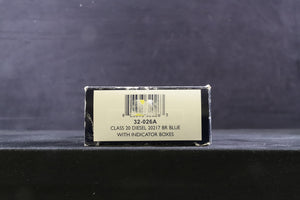 32-026A
CLASS 20 DIESEL 20217 BR BLUE
WITH INDICATOR BOXES